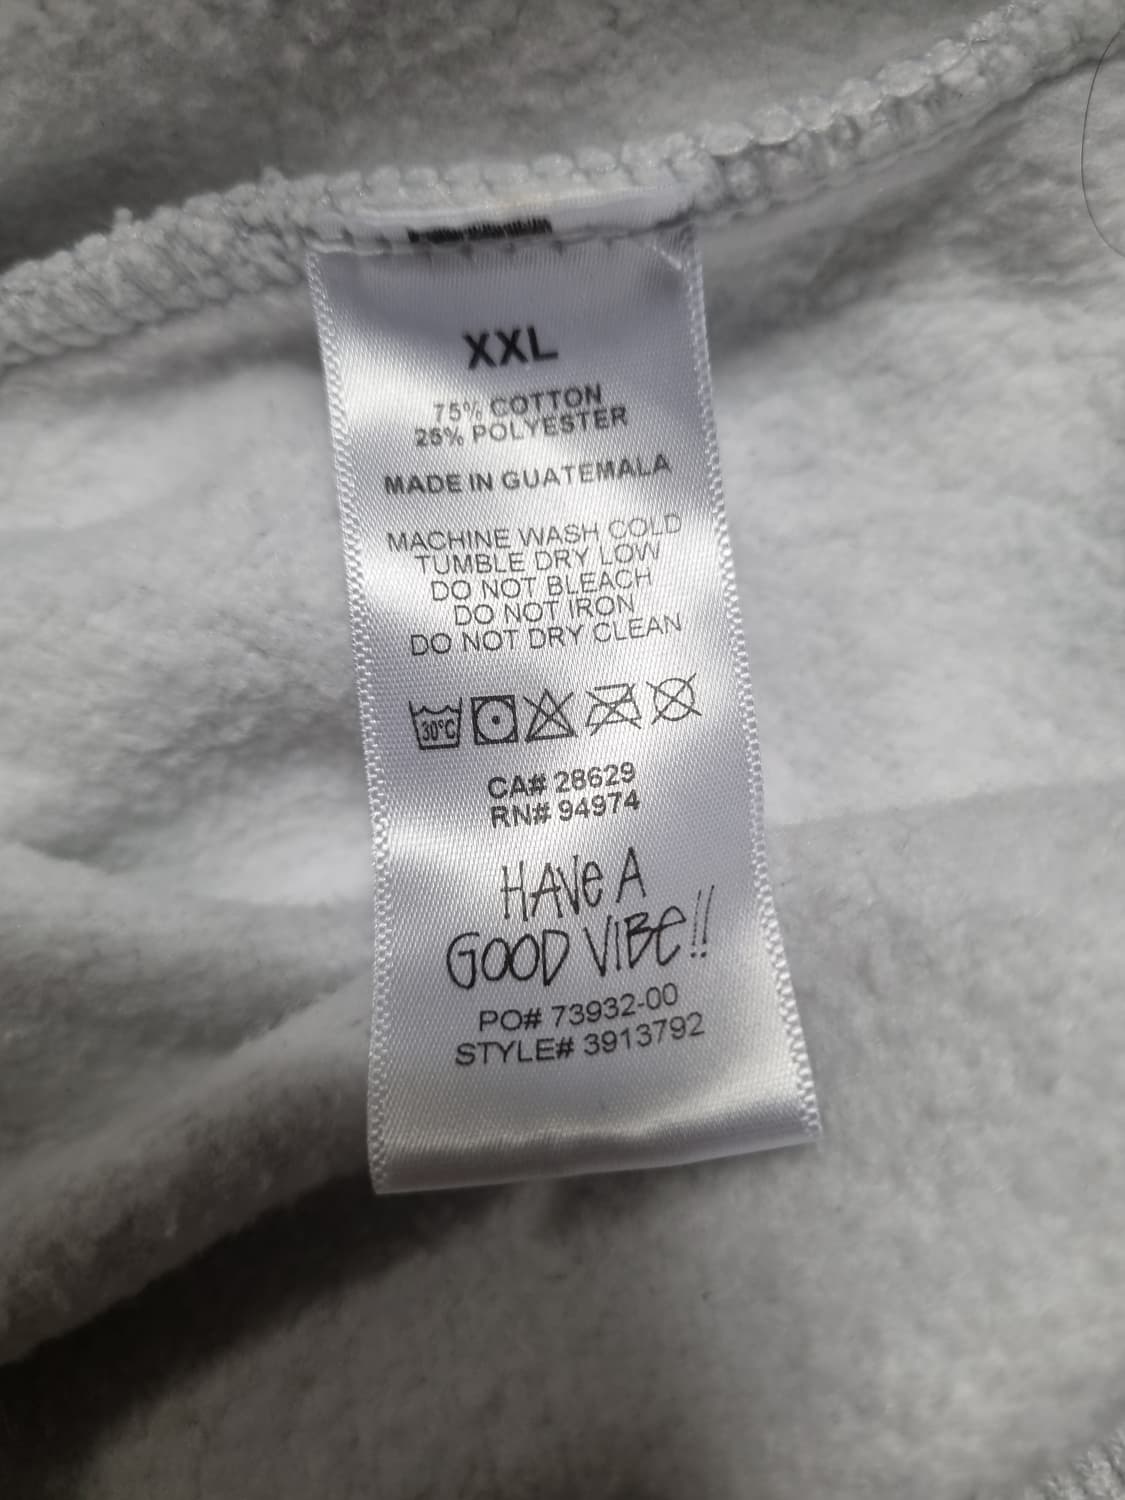 XXL
75% COTTON
25% POLYESTER
MADE IN GUATEMALA
MACHINE WASH COLD
TUMBLE DRY LOW
DO NOT BLEACH
DO NOT IRON
DO NOT DRY CLEAN
30°C
CA# 28629
RN# 94974
HAVe A
GOOD VIBe!!
PO# 73932-00
STYLE# 3913792